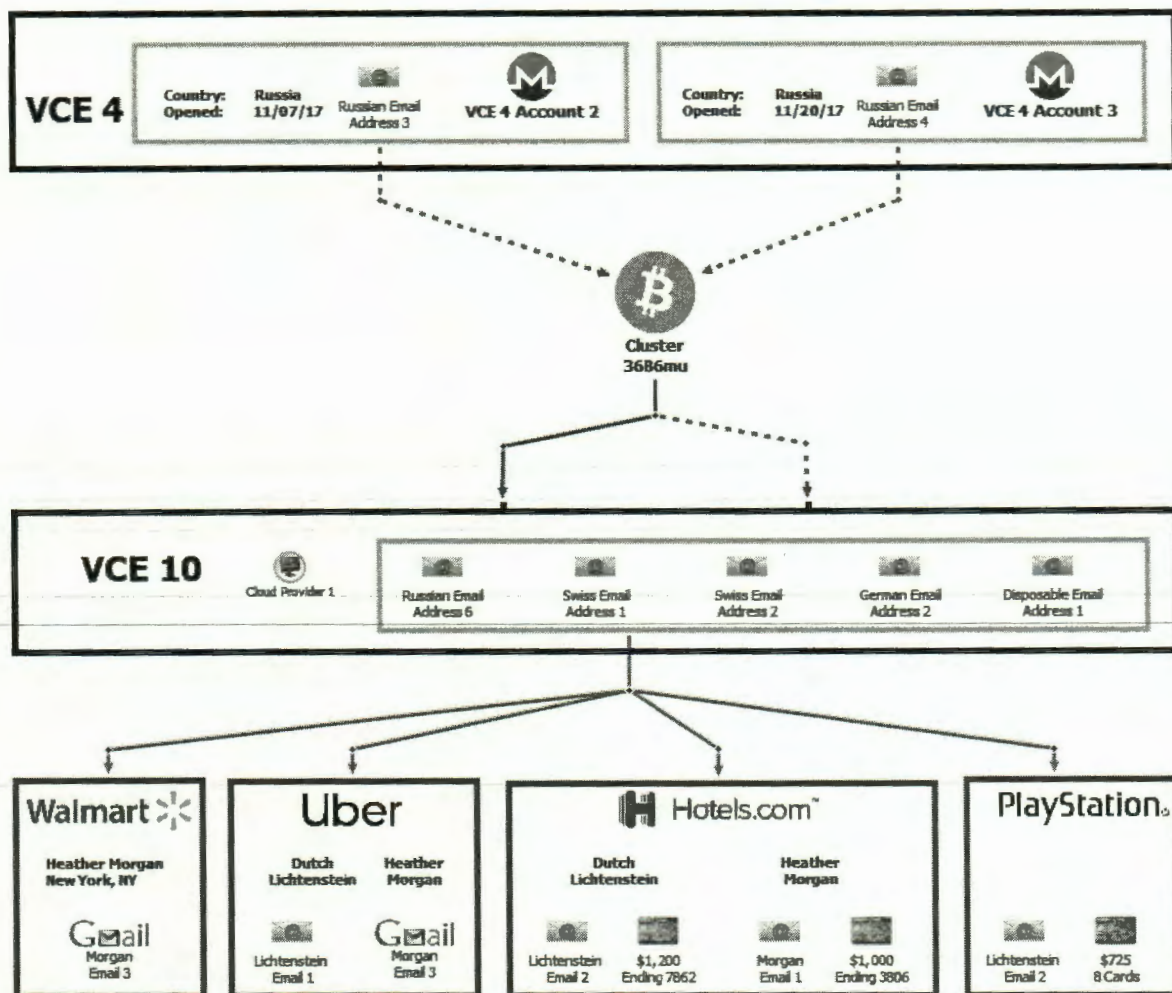 VCE 4
Country: Russia
Opened: 11/07/17
Russian Email
Address 3
VCE 4 Account 2
Country: Russia
Opened: 11/20/17
Russian Email
Address 4
VCE 4 Account 3
Cluster
3686mu
VCE 10
Cloud Provider 1
Russian Email
Address 6
Swiss Email
Address 1
Swiss Email
Address 2
German Email
Address 2
Disposable Email
Address 1
Walmart
Heather Morgan
New York, NY
Gmail
Morgan
Email 3
Uber
Dutch
Lichtenstein
Heather
Morgan
Lichtenstein
Email 1
Gmail
Morgan
Email 3
H Hotels.com™
Dutch
Lichtenstein
Heather
Morgan
Lichtenstein
Email 2
$1,200
Ending 7862
Morgan
Email 1
$1,000
Ending 3806
PlayStation®
Lichtenstein
Email 2
$725
8 Cards